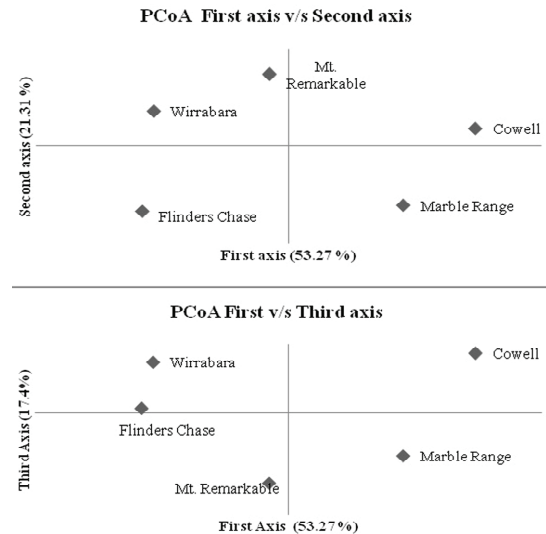 PCoA First axis v/s Second axis
Mt.
Remarkable
Wirrabara
Cowell
Second axis (21.31 %)
Marble Range
Flinders Chase
First axis (53.27 %)
PCoA First v/s Third axis
Wirrabara
Cowell
Third Axis (17.4%)
Flinders Chase
Marble Range
Mt. Remarkable
First Axis (53.27 %)